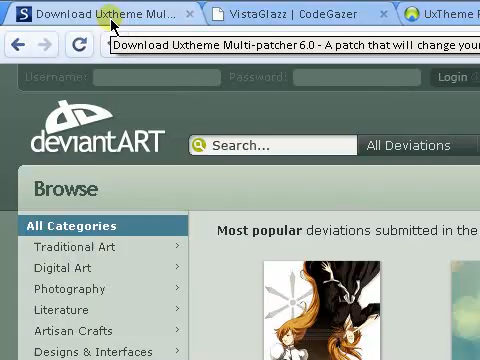 Download Uxtheme Mul...
VistaGlazz | CodeGazer
UxTheme
Download Uxtheme Multi-patcher 6.0 - A patch that will change your
Username:
Password:
Login
deviantART
Search...
All Deviations
Browse
All Categories
Most popular deviations submitted in the
Traditional Art
Digital Art
Photography
Literature
Artisan Crafts
Designs & Interfaces